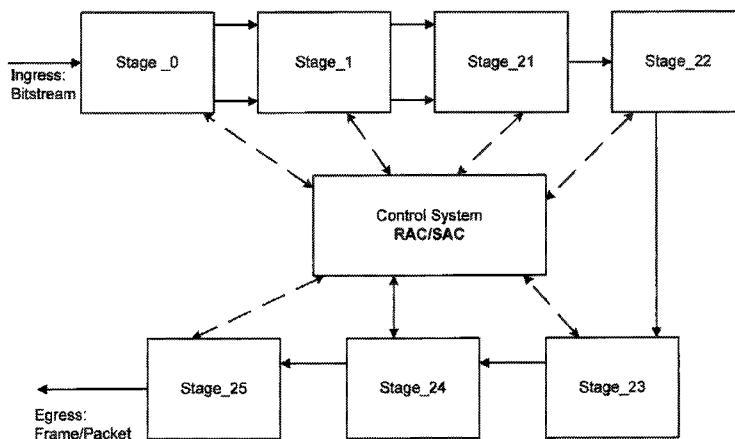 Stage _0
Stage_1
Stage_21
Stage_22
Ingress:
Bitstream
Control System
RAC/SAC
Stage_25
Stage_24
Stage_23
Egress:
Frame/Packet